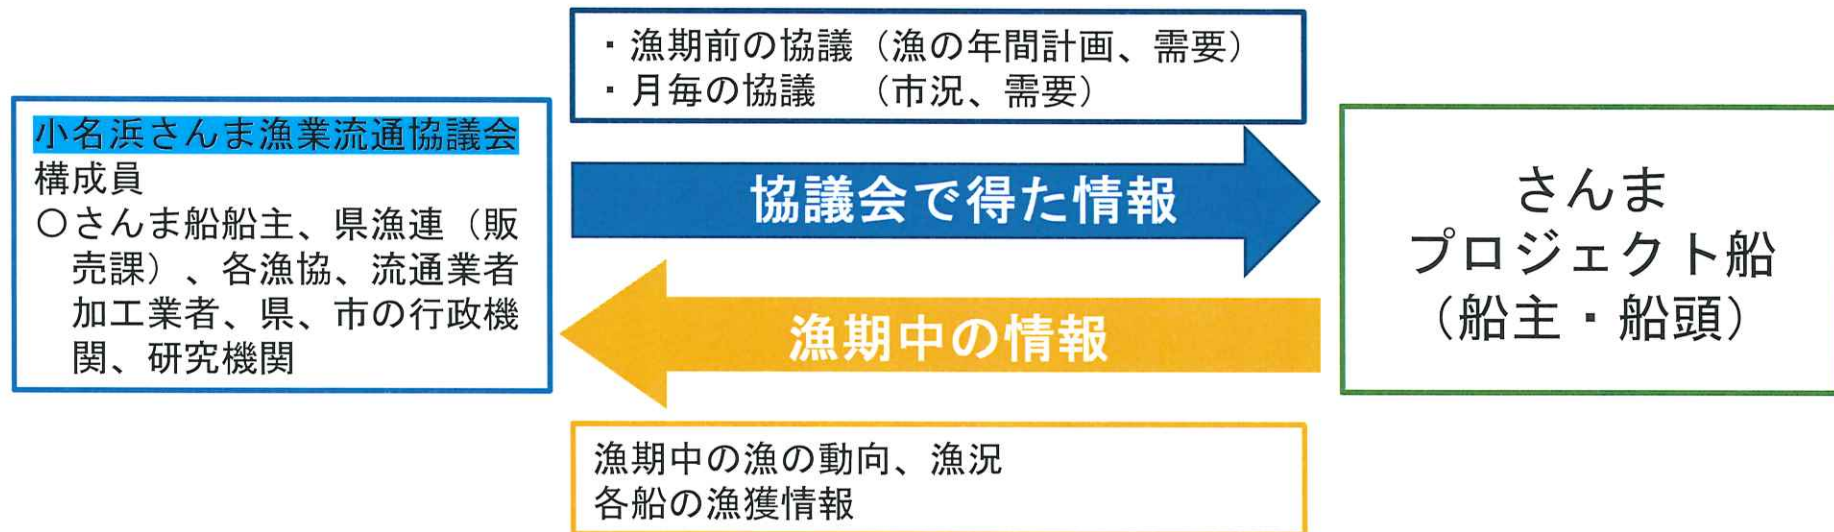 ・漁期前の協議（漁の年間計画、需要）
・月毎の協議　（市況、需要）
小名浜さんま漁業流通協議会
構成員
○さんま船船主、県漁連（販
売課）、各漁協、流通業者
加工業者、県、市の行政機
関、研究機関
協議会で得た情報
漁期中の情報
さんま
プロジェクト船
（船主・船頭）
漁期中の漁の動向、漁況
各船の漁獲情報